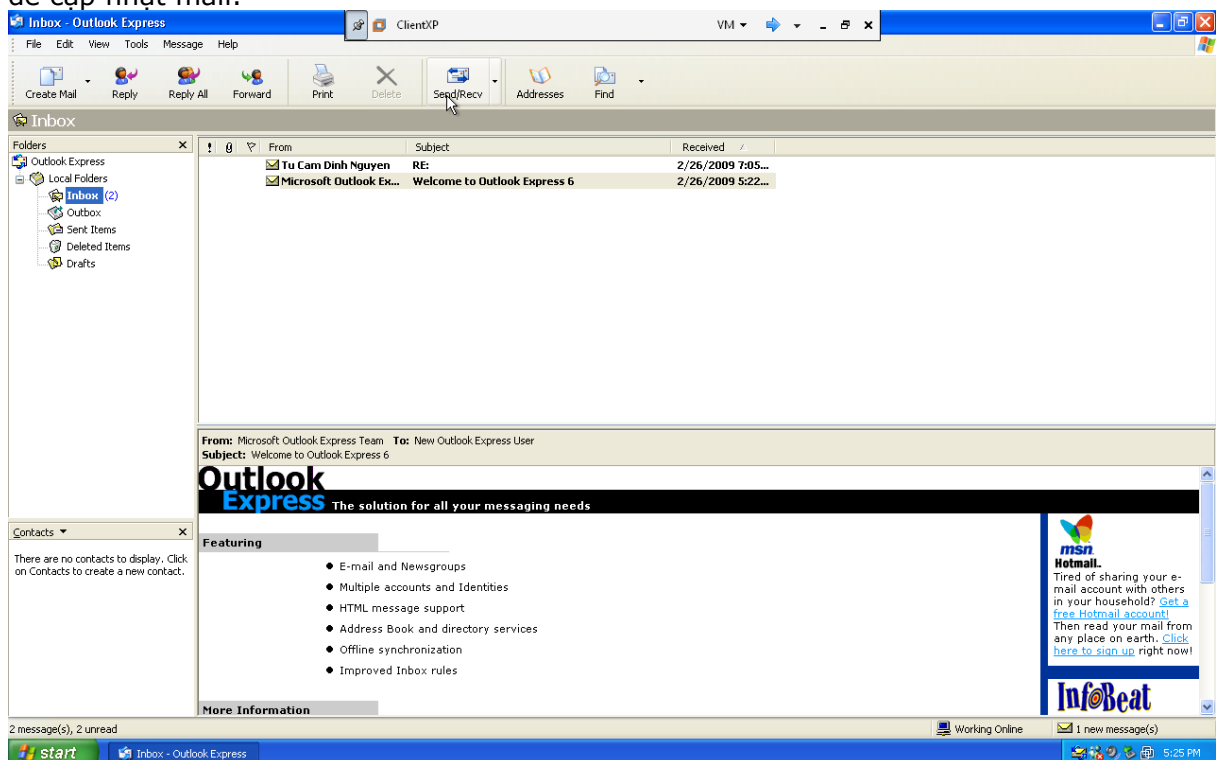 để cập nhật mail.
Inbox - Outlook Express
ClientXP
VM
File Edit View Tools Message Help
Create Mail Reply Reply All Forward Print Delete Send/Recv Addresses Find
Inbox
Folders
Outlook Express
Local Folders
Inbox (2)
Outbox
Sent Items
Deleted Items
Drafts
! From Subject Received
Tu Cam Dinh Nguyen RE: 2/26/2009 7:05...
Microsoft Outlook Ex... Welcome to Outlook Express 6 2/26/2009 5:22...
From: Microsoft Outlook Express Team To: New Outlook Express User
Subject: Welcome to Outlook Express 6
Outlook
Express The solution for all your messaging needs
Featuring
• E-mail and Newsgroups
• Multiple accounts and Identities
• HTML message support
• Address Book and directory services
• Offline synchronization
• Improved Inbox rules
More Information
msn
Hotmail.
Tired of sharing your e-
mail account with others
in your household? Get a
free Hotmail account!
Then read your mail from
any place on earth. Click
here to sign up right now!
InfoBeat
Contacts
There are no contacts to display. Click
on Contacts to create a new contact.
2 message(s), 2 unread
Working Online
1 new message(s)
start
Inbox - Outlook Express
5:25 PM